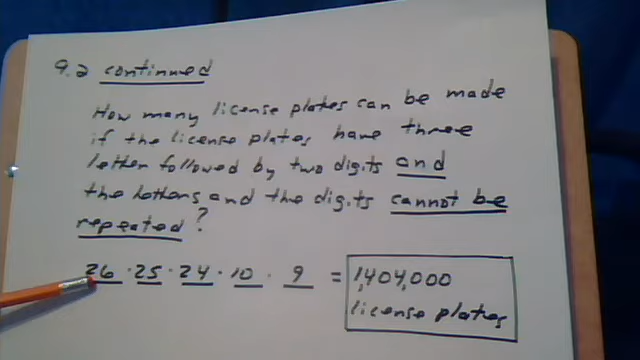 9.2 continued
How many license plates can be made
if the license plates have three
letter followed by two digits and
the letters and the digits cannot be
repeated?
26 · 25 · 24 · 10 · 9 = 1,404,000
license plates